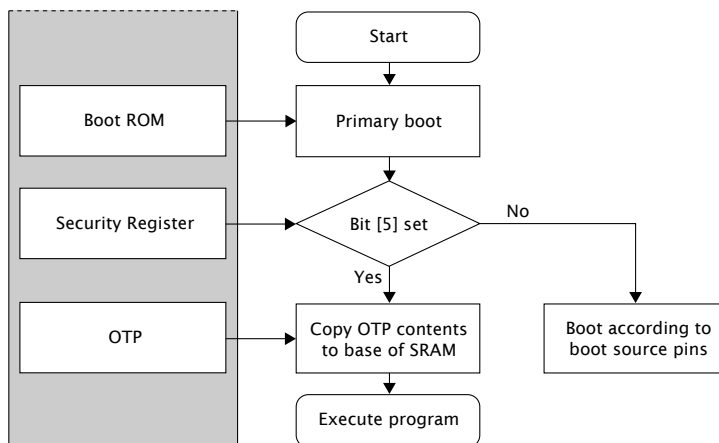 Start
Boot ROM
Primary boot
Security Register
Bit [5] set
No
Yes
OTP
Copy OTP contents
to base of SRAM
Boot according to
boot source pins
Execute program